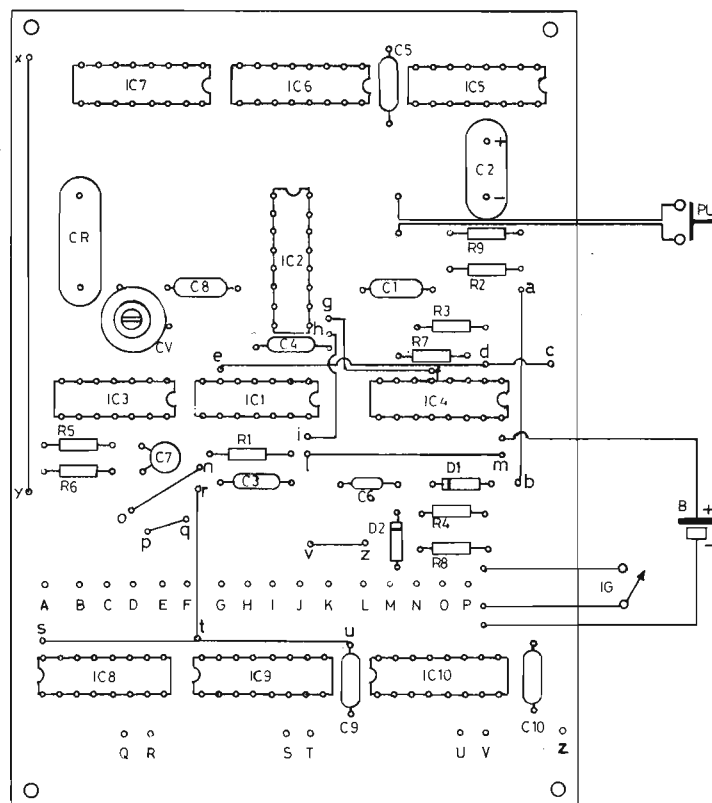 x
C5
IC7
IC6
IC5
+
C2
−
PU
CR
IC2
R9
R2
C8
C1
a
g
R3
CV
h
C4
R7
e
d
c
IC3
IC1
IC4
i
R5
R1
C7
n
l
m
R6
C3
D1
y
r
C6
b
B
+
−
o
q
D2
R4
p
v
z
R8
IG
A B C D E F G H I J K L M N O P
s
t
u
IC8
IC9
IC10
C9
C10
Q R
S T
U V
Z